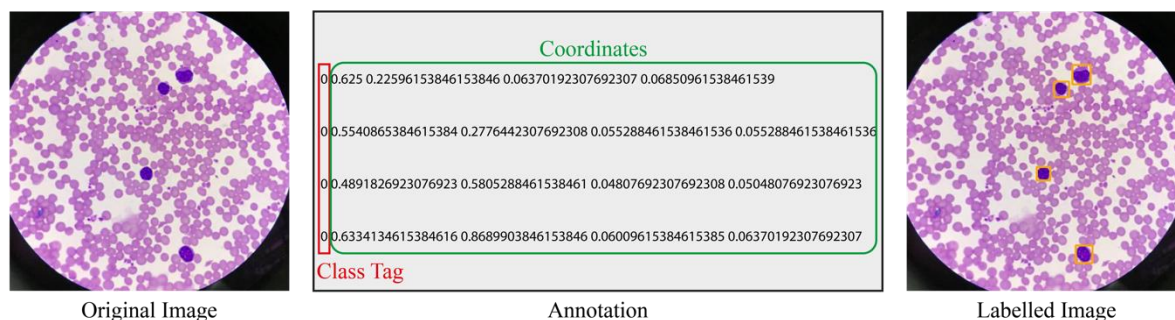 Coordinates
0 0.625 0.22596153846153846 0.06370192307692307 0.06850961538461539
0 0.5540865384615384 0.2776442307692308 0.055288461538461536 0.055288461538461536
0 0.4891826923076923 0.5805288461538461 0.04807692307692308 0.05048076923076923
0 0.6334134615384616 0.8689903846153846 0.06009615384615385 0.06370192307692307
Class Tag
Original Image
Annotation
Labelled Image